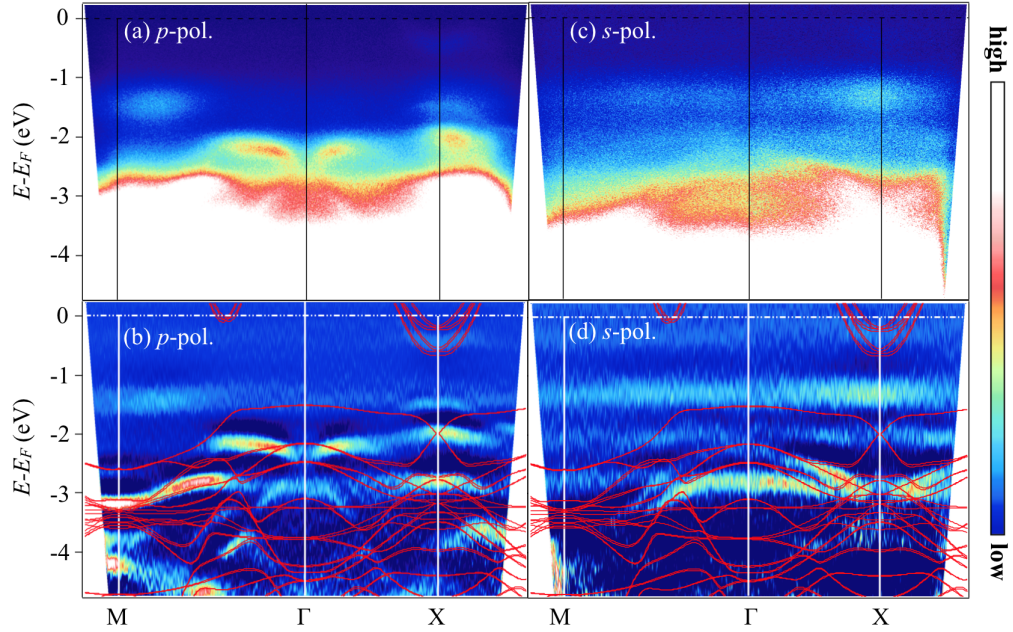 (a) p-pol.
(c) s-pol.
high
0
-1
-2
-3
-4
E-E_F (eV)
(b) p-pol.
(d) s-pol.
0
-1
-2
-3
-4
E-E_F (eV)
low
M
Γ
X
M
Γ
X